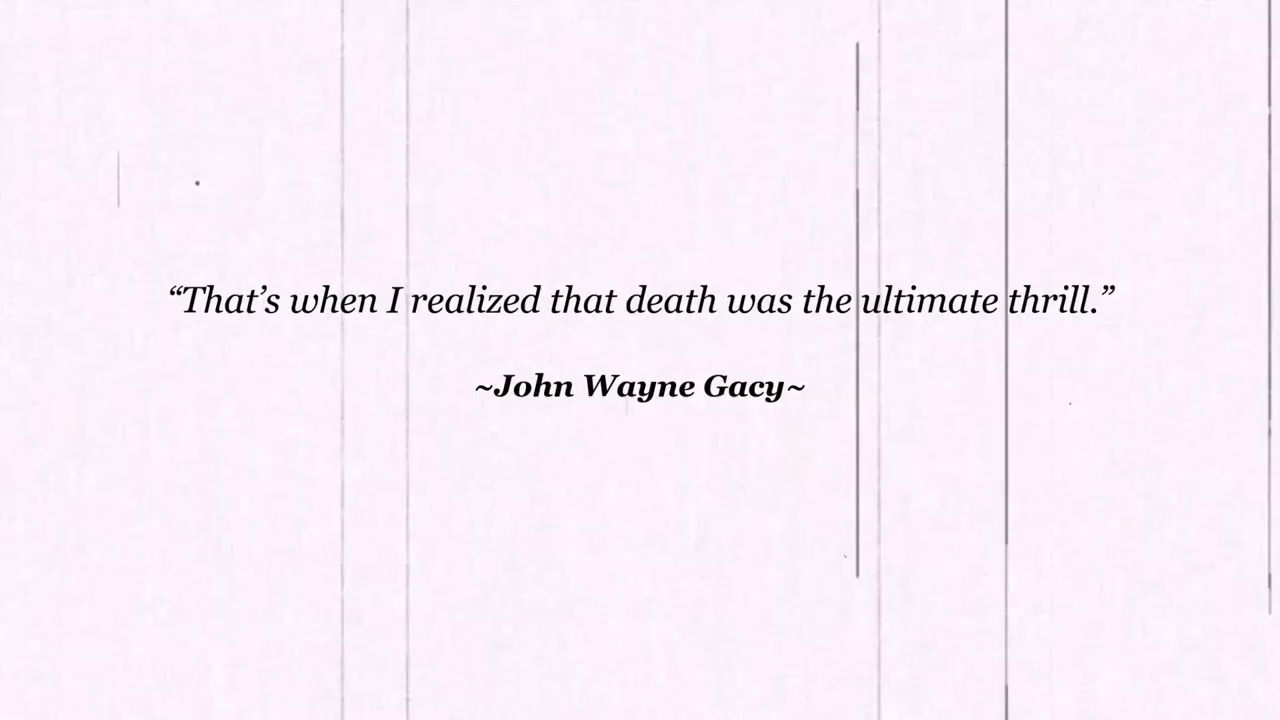 “That’s when I realized that death was the ultimate thrill.”
~John Wayne Gacy~